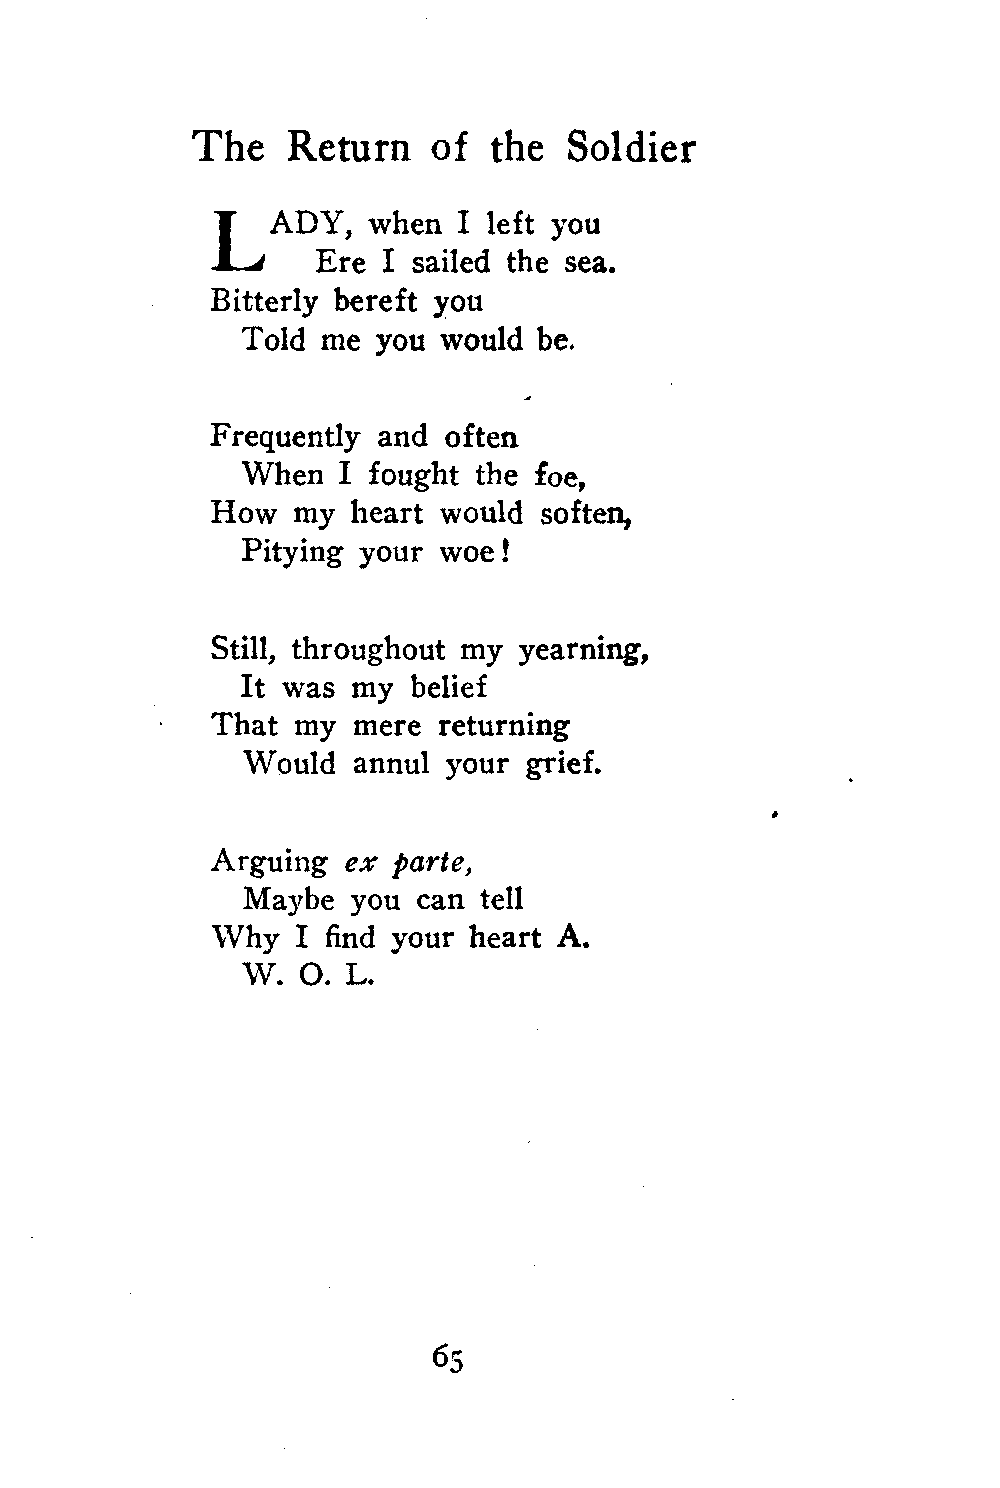 The Return of the Soldier
LADY, when I left you
Ere I sailed the sea.
Bitterly bereft you
Told me you would be.
Frequently and often
When I fought the foe,
How my heart would soften,
Pitying your woe!
Still, throughout my yearning,
It was my belief
That my mere returning
Would annul your grief.
Arguing ex parte,
Maybe you can tell
Why I find your heart A.
W. O. L.
65